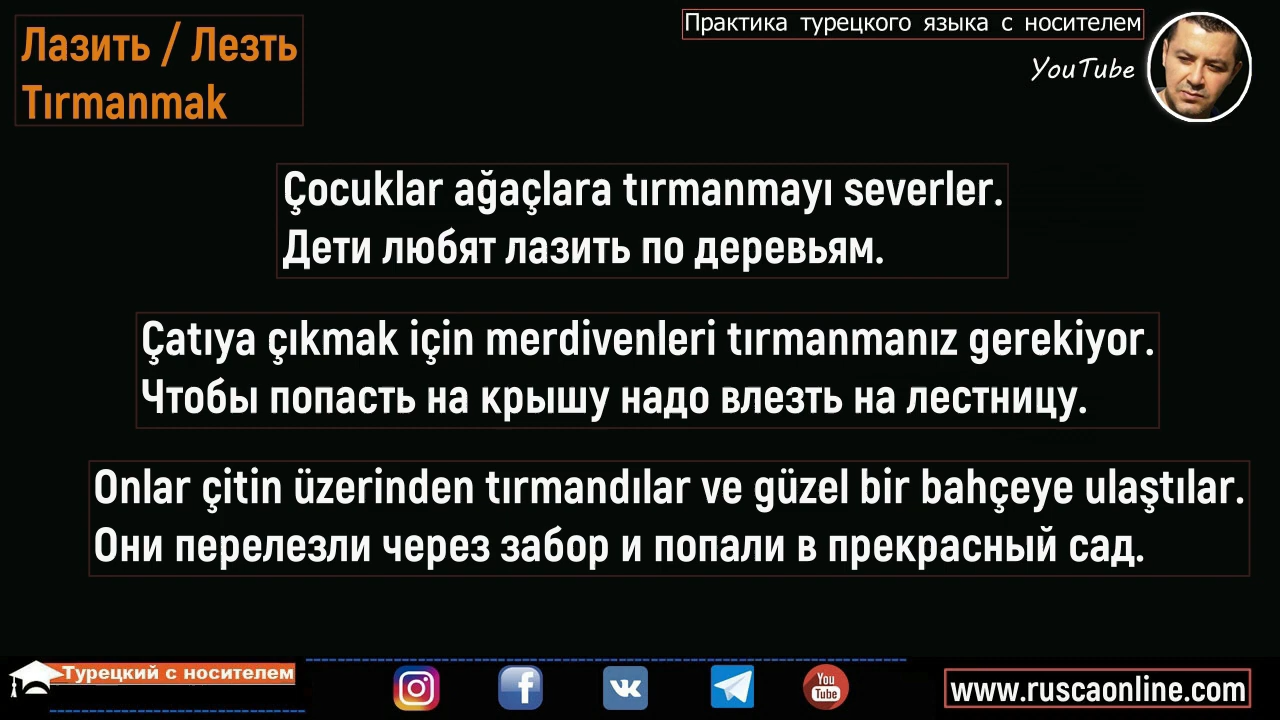 Лазить / Лезть
Tırmanmak
Практика турецкого языка с носителем
YouTube
Çocuklar ağaçlara tırmanmayı severler.
Дети любят лазить по деревьям.
Çatıya çıkmak için merdivenleri tırmanmanız gerekiyor.
Чтобы попасть на крышу надо влезть на лестницу.
Onlar çitin üzerinden tırmandılar ve güzel bir bahçeye ulaştılar.
Они перелезли через забор и попали в прекрасный сад.
Турецкий с носителем
You
Tube
www.ruscaonline.com